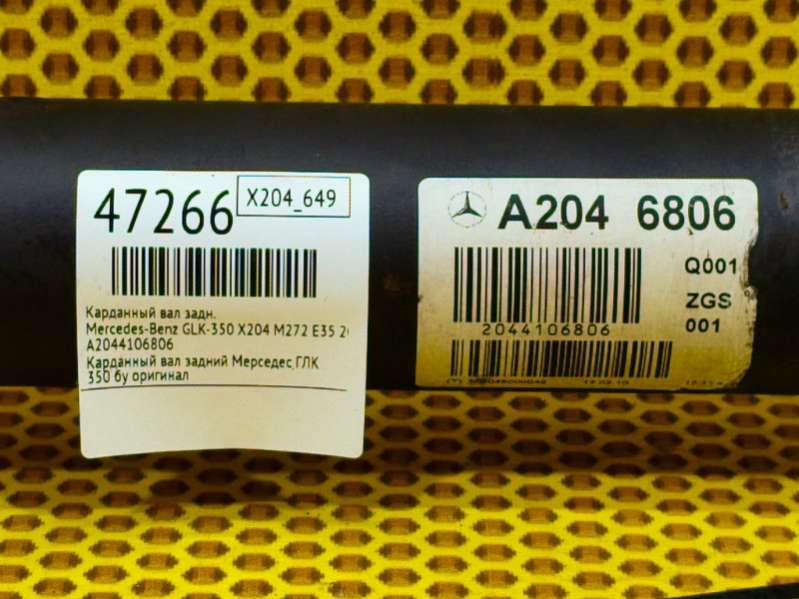 47266
X204_649
Карданный вал задн.
Mercedes-Benz GLK-350 X204 M272 E35
A2044106806
Карданный вал задний Мерседес ГЛК
350 бу оригинал
A204 6806
Q001
ZGS
001
2044106806